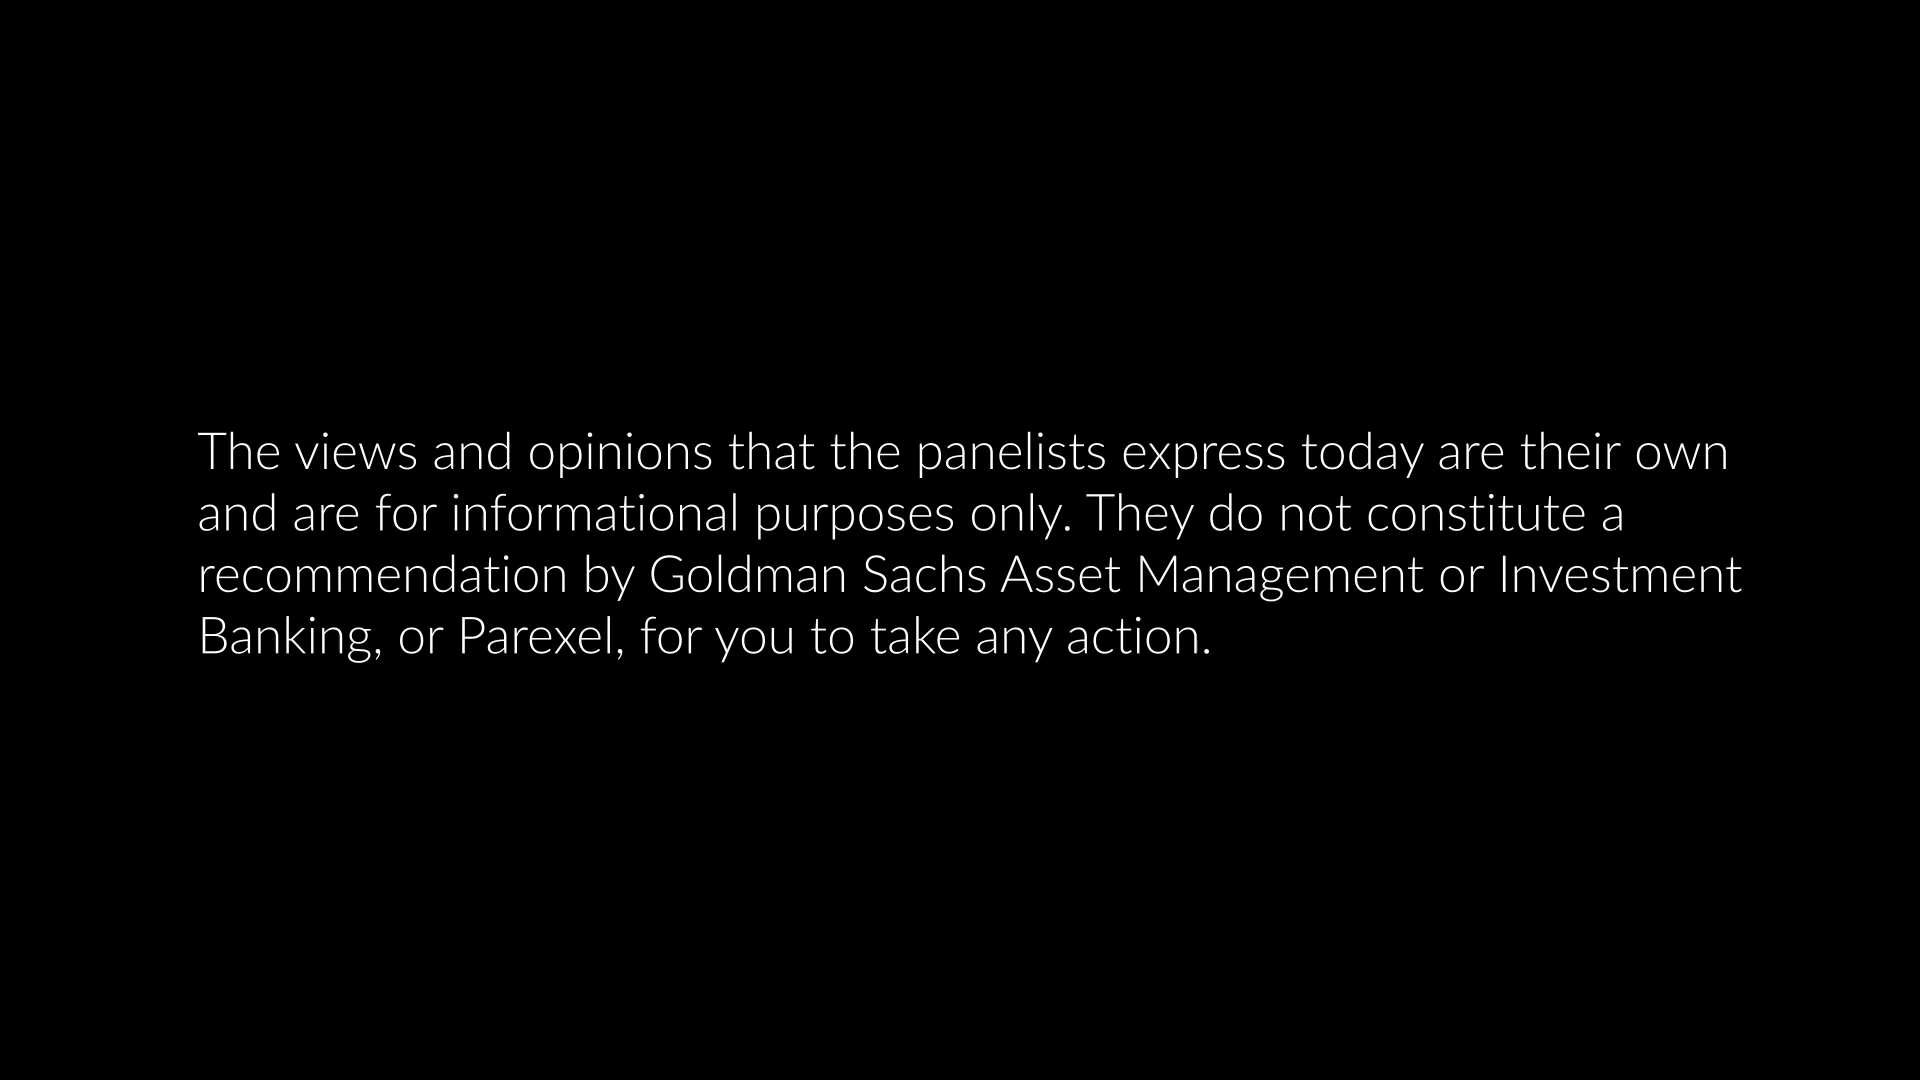 The views and opinions that the panelists express today are their own
and are for informational purposes only. They do not constitute a
recommendation by Goldman Sachs Asset Management or Investment
Banking, or Parexel, for you to take any action.